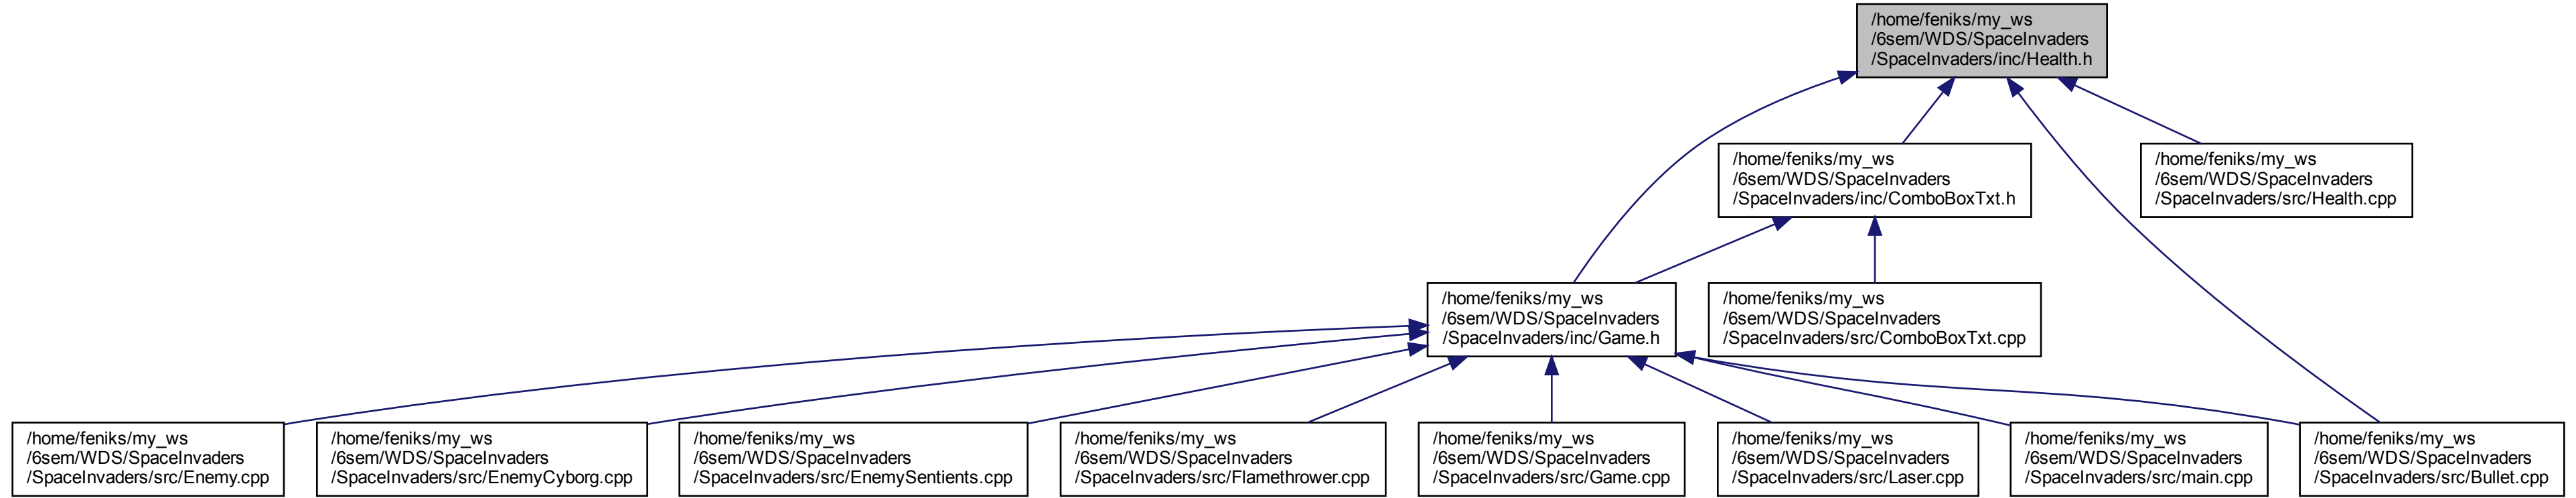 /home/feniks/my_ws
/6sem/WDS/SpaceInvaders
/SpaceInvaders/inc/Health.h
/home/feniks/my_ws
/6sem/WDS/SpaceInvaders
/SpaceInvaders/inc/ComboBoxTxt.h
/home/feniks/my_ws
/6sem/WDS/SpaceInvaders
/SpaceInvaders/src/Health.cpp
/home/feniks/my_ws
/6sem/WDS/SpaceInvaders
/SpaceInvaders/inc/Game.h
/home/feniks/my_ws
/6sem/WDS/SpaceInvaders
/SpaceInvaders/src/ComboBoxTxt.cpp
/home/feniks/my_ws
/6sem/WDS/SpaceInvaders
/SpaceInvaders/src/Enemy.cpp
/home/feniks/my_ws
/6sem/WDS/SpaceInvaders
/SpaceInvaders/src/EnemyCyborg.cpp
/home/feniks/my_ws
/6sem/WDS/SpaceInvaders
/SpaceInvaders/src/EnemySentients.cpp
/home/feniks/my_ws
/6sem/WDS/SpaceInvaders
/SpaceInvaders/src/Flamethrower.cpp
/home/feniks/my_ws
/6sem/WDS/SpaceInvaders
/SpaceInvaders/src/Game.cpp
/home/feniks/my_ws
/6sem/WDS/SpaceInvaders
/SpaceInvaders/src/Laser.cpp
/home/feniks/my_ws
/6sem/WDS/SpaceInvaders
/SpaceInvaders/src/main.cpp
/home/feniks/my_ws
/6sem/WDS/SpaceInvaders
/SpaceInvaders/src/Bullet.cpp